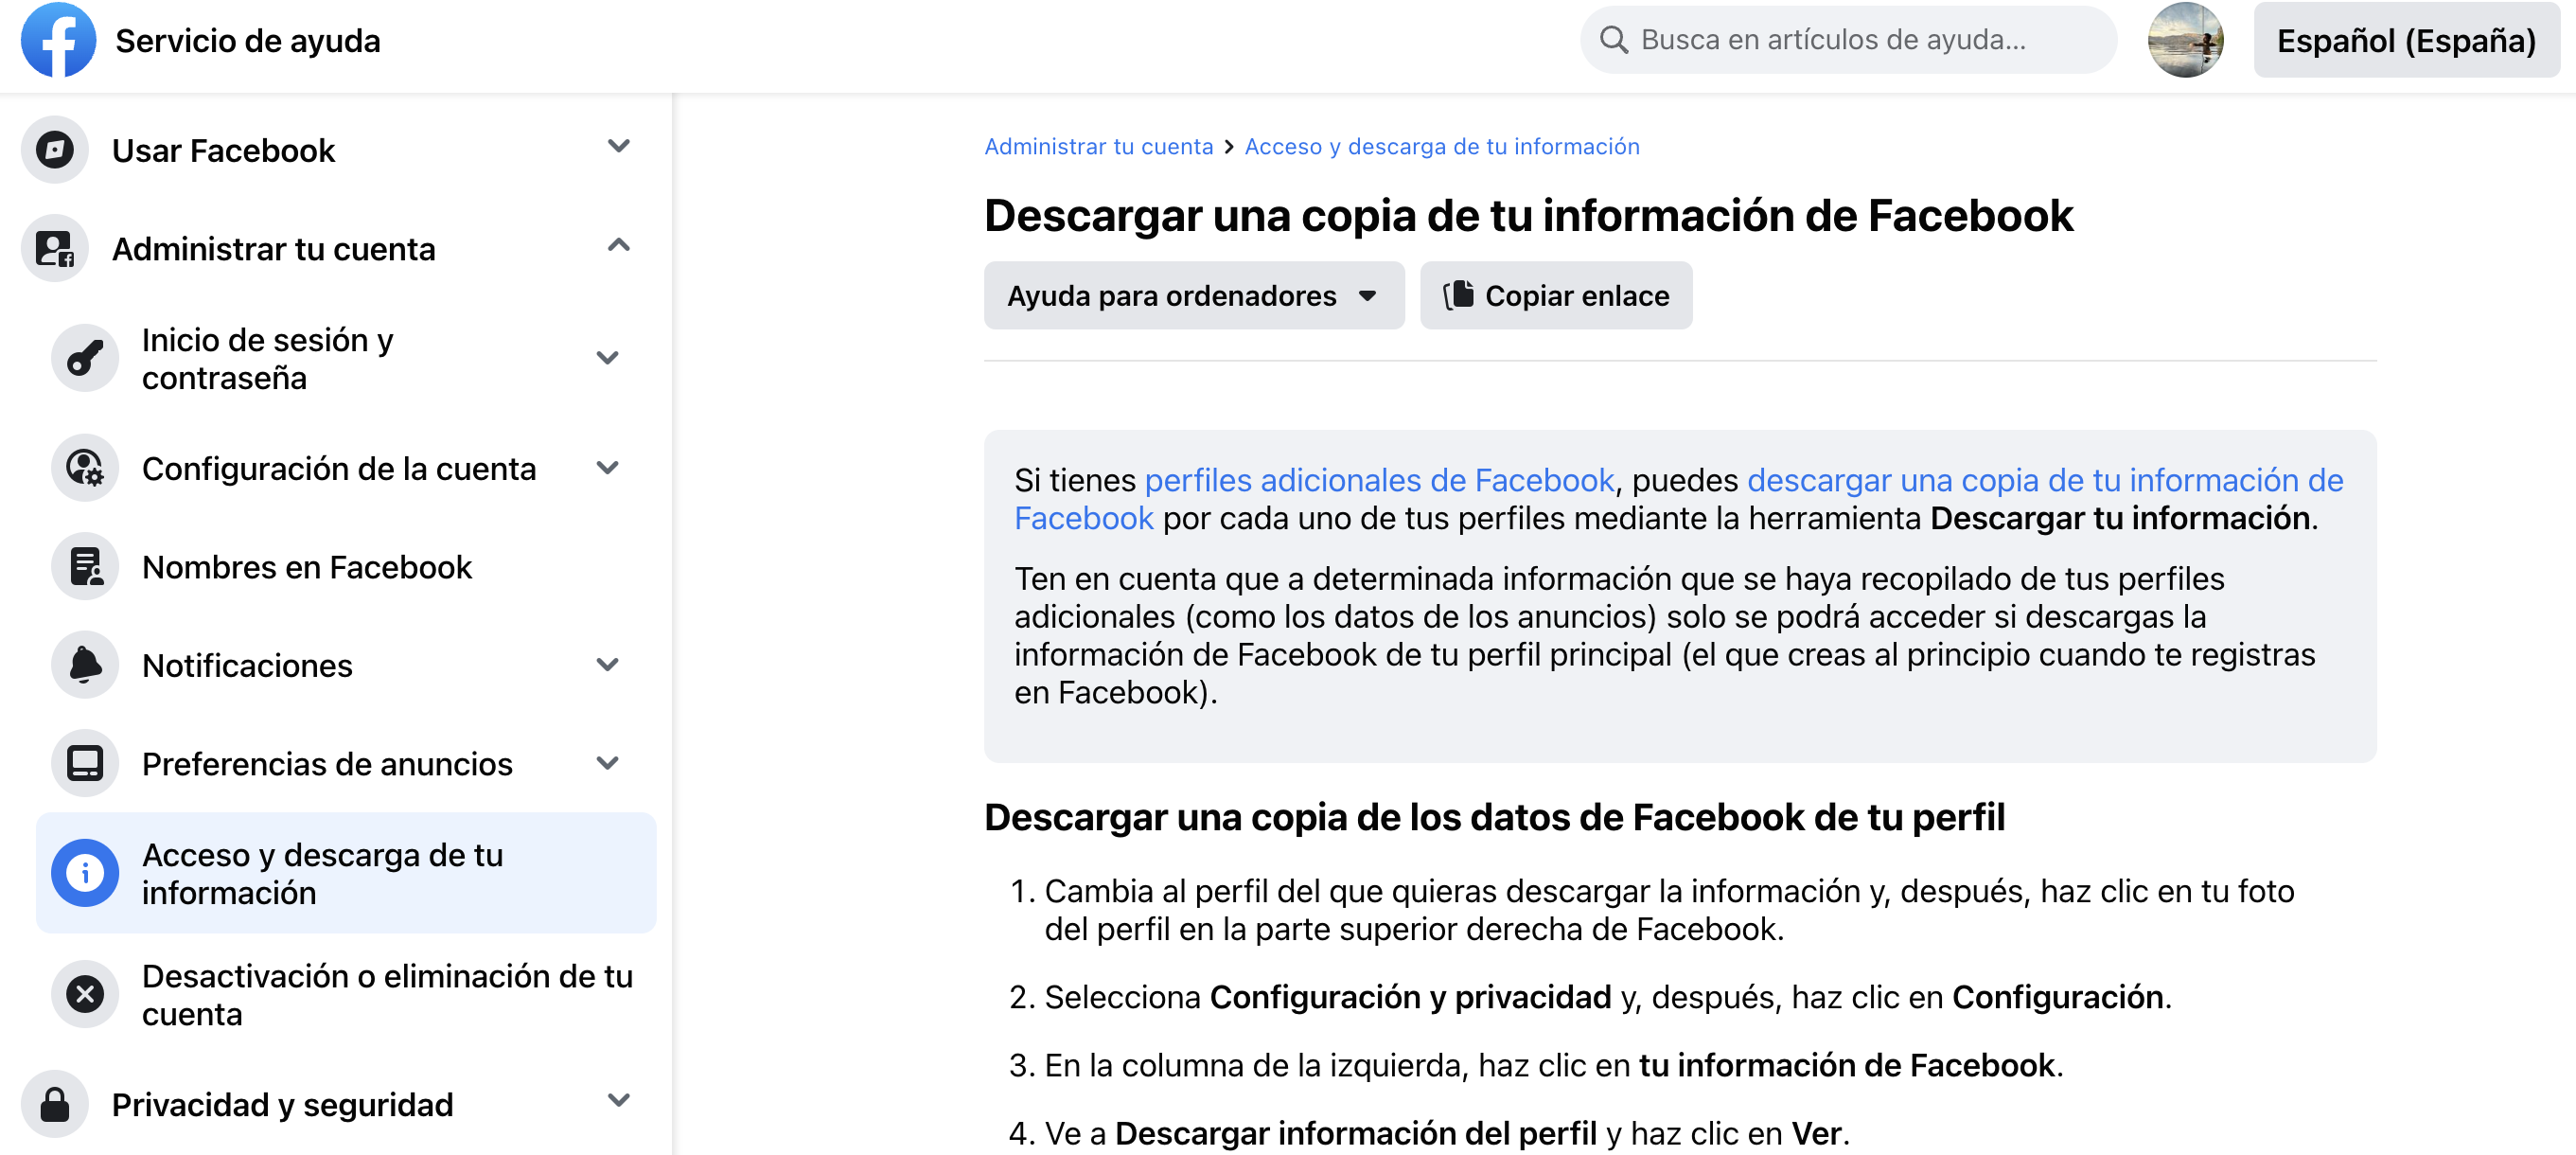 Servicio de ayuda
Busca en artículos de ayuda...
Español (España)
Usar Facebook
Administrar tu cuenta
Inicio de sesión y
contraseña
Configuración de la cuenta
Nombres en Facebook
Notificaciones
Preferencias de anuncios
Acceso y descarga de tu
información
Desactivación o eliminación de tu
cuenta
Privacidad y seguridad
Administrar tu cuenta > Acceso y descarga de tu información
Descargar una copia de tu información de Facebook
Ayuda para ordenadores
Copiar enlace
Si tienes perfiles adicionales de Facebook, puedes descargar una copia de tu información de
Facebook por cada uno de tus perfiles mediante la herramienta Descargar tu información.
Ten en cuenta que a determinada información que se haya recopilado de tus perfiles
adicionales (como los datos de los anuncios) solo se podrá acceder si descargas la
información de Facebook de tu perfil principal (el que creas al principio cuando te registras
en Facebook).
Descargar una copia de los datos de Facebook de tu perfil
1. Cambia al perfil del que quieras descargar la información y, después, haz clic en tu foto
del perfil en la parte superior derecha de Facebook.
2. Selecciona Configuración y privacidad y, después, haz clic en Configuración.
3. En la columna de la izquierda, haz clic en tu información de Facebook.
4. Ve a Descargar información del perfil y haz clic en Ver.